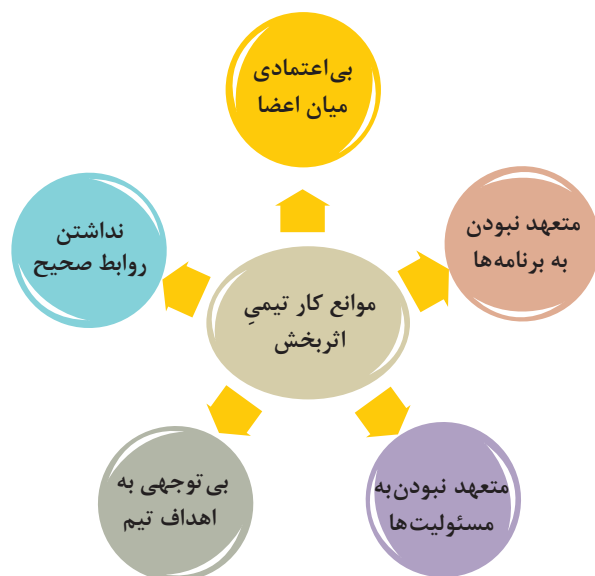 بی‌اعتمادی
میان اعضا
متعهد نبودن
به برنامه‌ها
نداشتن
روابط صحیح
موانع کار تیمیِ
اثربخش
متعهد نبودن‌به
مسئولیت‌ها
بی‌توجهی به
اهداف تیم